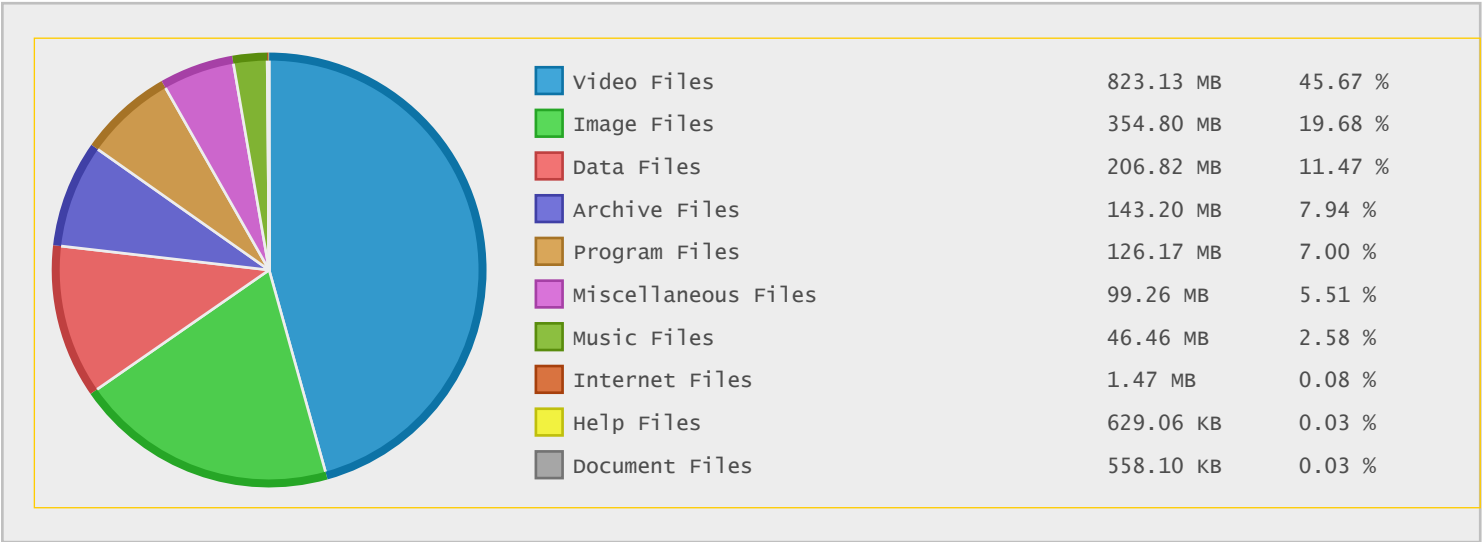 Video Files 823.13 MB 45.67 %
Image Files 354.80 MB 19.68 %
Data Files 206.82 MB 11.47 %
Archive Files 143.20 MB 7.94 %
Program Files 126.17 MB 7.00 %
Miscellaneous Files 99.26 MB 5.51 %
Music Files 46.46 MB 2.58 %
Internet Files 1.47 MB 0.08 %
Help Files 629.06 KB 0.03 %
Document Files 558.10 KB 0.03 %